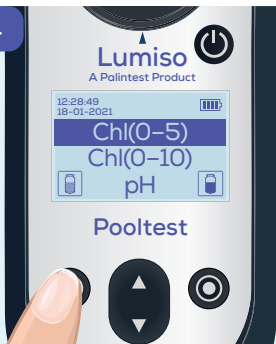 Lumiso
A Palintest Product
12:28:49
18-01-2021
Chl(0–5)
Chl(0–10)
pH
Pooltest